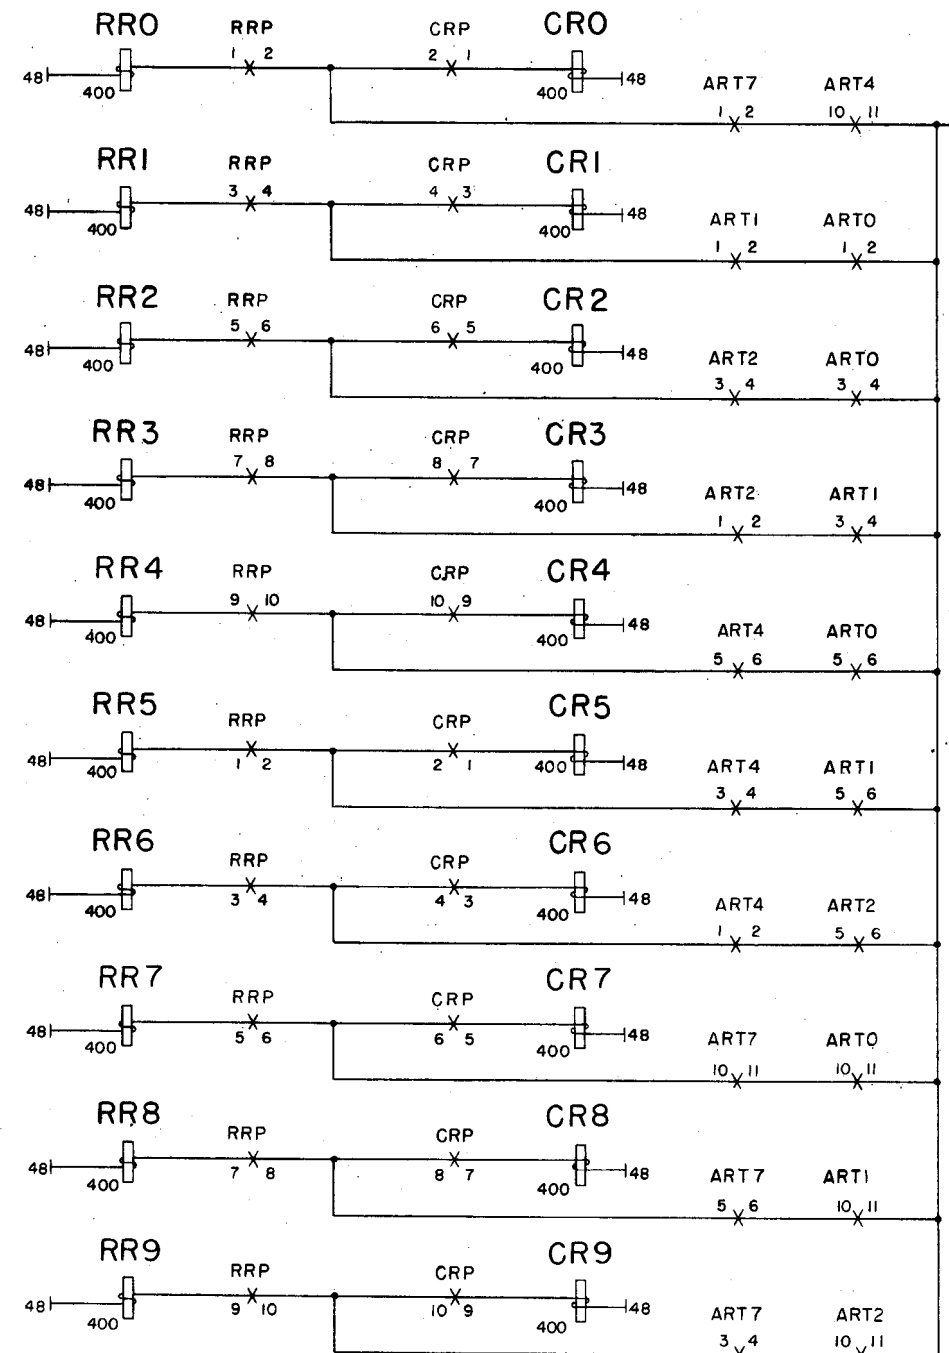 RR0 RRP CRP CR0
1 2 2 1
48 400 400 48
ART7 ART4
1 2 10 11
RR1 RRP CRP CR1
3 4 4 3
48 400 400 48
ART1 ART0
1 2 1 2
RR2 RRP CRP CR2
5 6 6 5
48 400 400 48
ART2 ART0
3 4 3 4
RR3 RRP CRP CR3
7 8 8 7
48 400 400 48
ART2 ART1
1 2 3 4
RR4 RRP CRP CR4
9 10 10 9
48 400 400 48
ART4 ART0
5 6 5 6
RR5 RRP CRP CR5
1 2 2 1
48 400 400 48
ART4 ART1
3 4 5 6
RR6 RRP CRP CR6
3 4 4 3
48 400 400 48
ART4 ART2
1 2 5 6
RR7 RRP CRP CR7
5 6 6 5
48 400 400 48
ART7 ART0
10 11 10 11
RR8 RRP CRP CR8
7 8 8 7
48 400 400 48
ART7 ART1
5 6 10 11
RR9 RRP CRP CR9
9 10 10 9
48 400 400 48
ART7 ART2
3 4 10 11